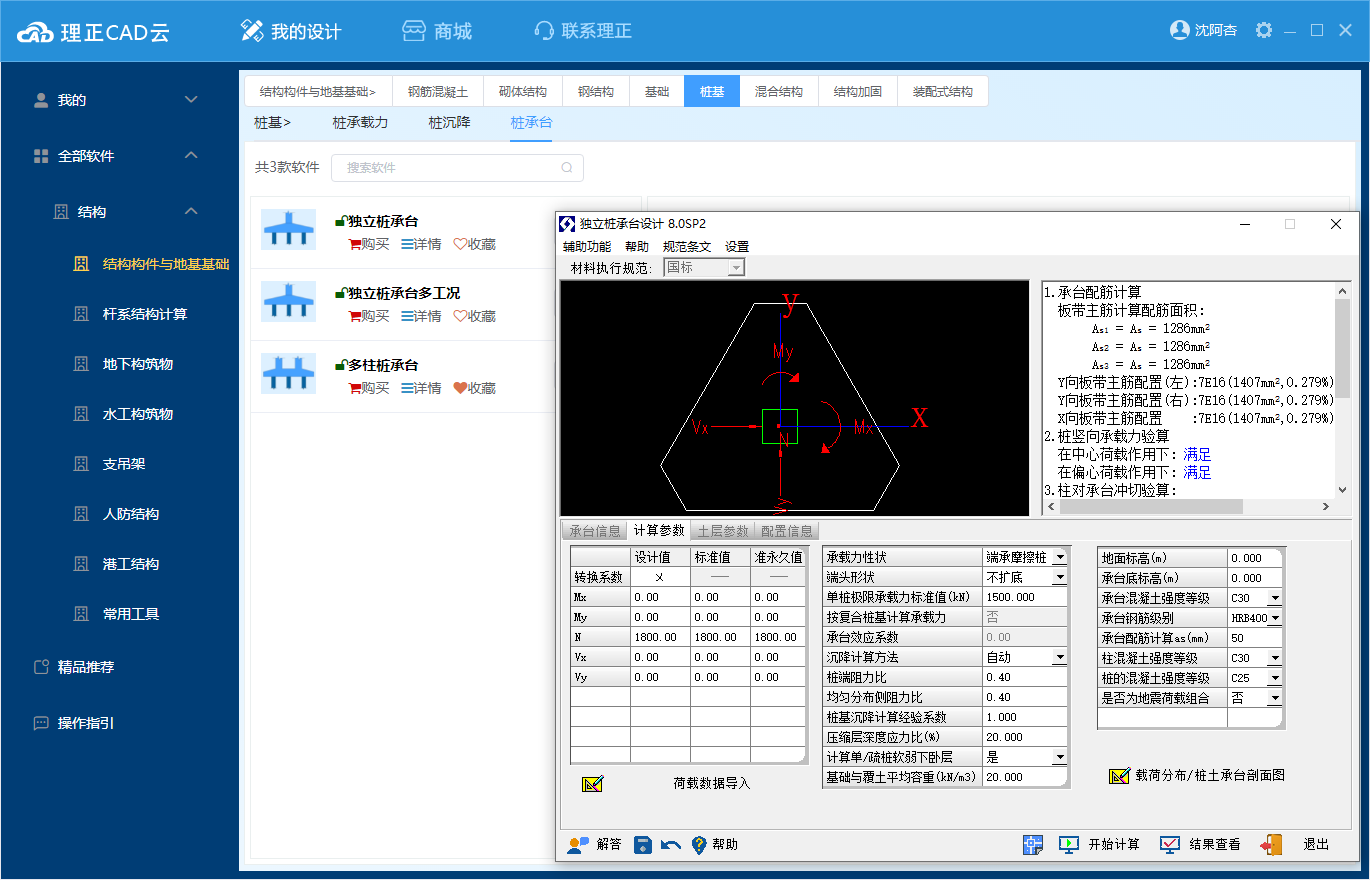 理正CAD云 我的设计 商城 联系理正 沈阿杏
我的
全部软件
结构
结构构件与地基基础
杆系结构计算
地下构筑物
水工构筑物
支吊架
人防结构
港工结构
常用工具
精品推荐
操作指引
结构构件与地基基础> 钢筋混凝土 砌体结构 钢结构 基础 桩基 混合结构 结构加固 装配式结构
桩基> 桩承载力 桩沉降 桩承台
共3款软件 搜索软件
独立桩承台
购买 详情 收藏
独立桩承台多工况
购买 详情 收藏
多柱桩承台
购买 详情 收藏
独立桩承台设计 8.0SP2
辅助功能 帮助 规范条文 设置
材料执行规范: 国标
y
My
Vx
N
Mx
X
Vy
1.承台配筋计算
板带主筋计算配筋面积:
As1 = As = 1286mm²
As2 = As = 1286mm²
As3 = As = 1286mm²
Y向板带主筋配置(左):7E16(1407mm²,0.279%)
Y向板带主筋配置(右):7E16(1407mm²,0.279%)
X向板带主筋配置 :7E16(1407mm²,0.279%)
2.桩竖向承载力验算
在中心荷载作用下: 满足
在偏心荷载作用下: 满足
3.柱对承台冲切验算:
承台信息 计算参数 土层参数 配置信息
设计值 标准值 准永久值
转换系数 × — —
Mx 0.00 0.00 0.00
My 0.00 0.00 0.00
N 1800.00 1800.00 1800.00
Vx 0.00 0.00 0.00
Vy 0.00 0.00 0.00
荷载数据导入
承载力性状 端承摩擦桩
端头形状 不扩底
单桩极限承载力标准值(kN) 1500.000
按复合桩基计算承载力 否
承台效应系数 0.00
沉降计算方法 自动
桩端阻力比 0.40
均匀分布侧阻力比 0.40
桩基沉降计算经验系数 1.000
压缩层深度应力比(%) 20.000
计算单/疏桩软弱下卧层 是
基础与覆土平均容重(kN/m3) 20.000
地面标高(m) 0.000
承台底标高(m) 0.000
承台混凝土强度等级 C30
承台钢筋级别 HRB400
承台配筋计算as(mm) 50
柱混凝土强度等级 C30
桩的混凝土强度等级 C25
是否为地震荷载组合 否
载荷分布/桩土承台剖面图
解答 帮助 开始计算 结果查看 退出